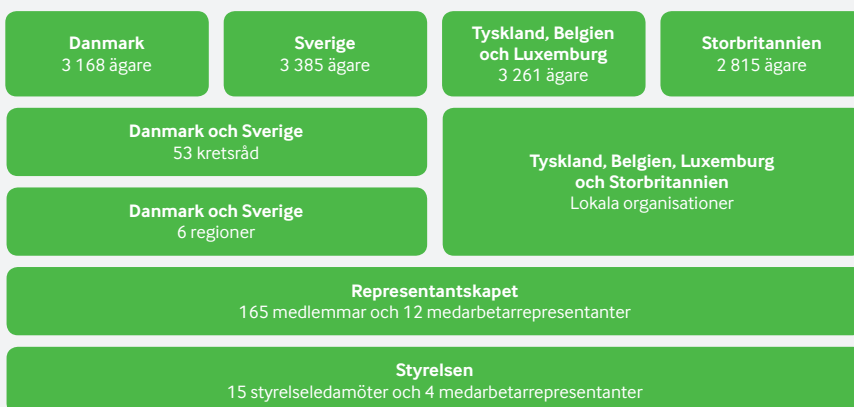 Danmark
3 168 ägare
Sverige
3 385 ägare
Tyskland, Belgien
och Luxemburg
3 261 ägare
Storbritannien
2 815 ägare
Danmark och Sverige
53 kretsråd
Danmark och Sverige
6 regioner
Tyskland, Belgien, Luxemburg
och Storbritannien
Lokala organisationer
Representantskapet
165 medlemmar och 12 medarbetarrepresentanter
Styrelsen
15 styrelseledamöter och 4 medarbetarrepresentanter